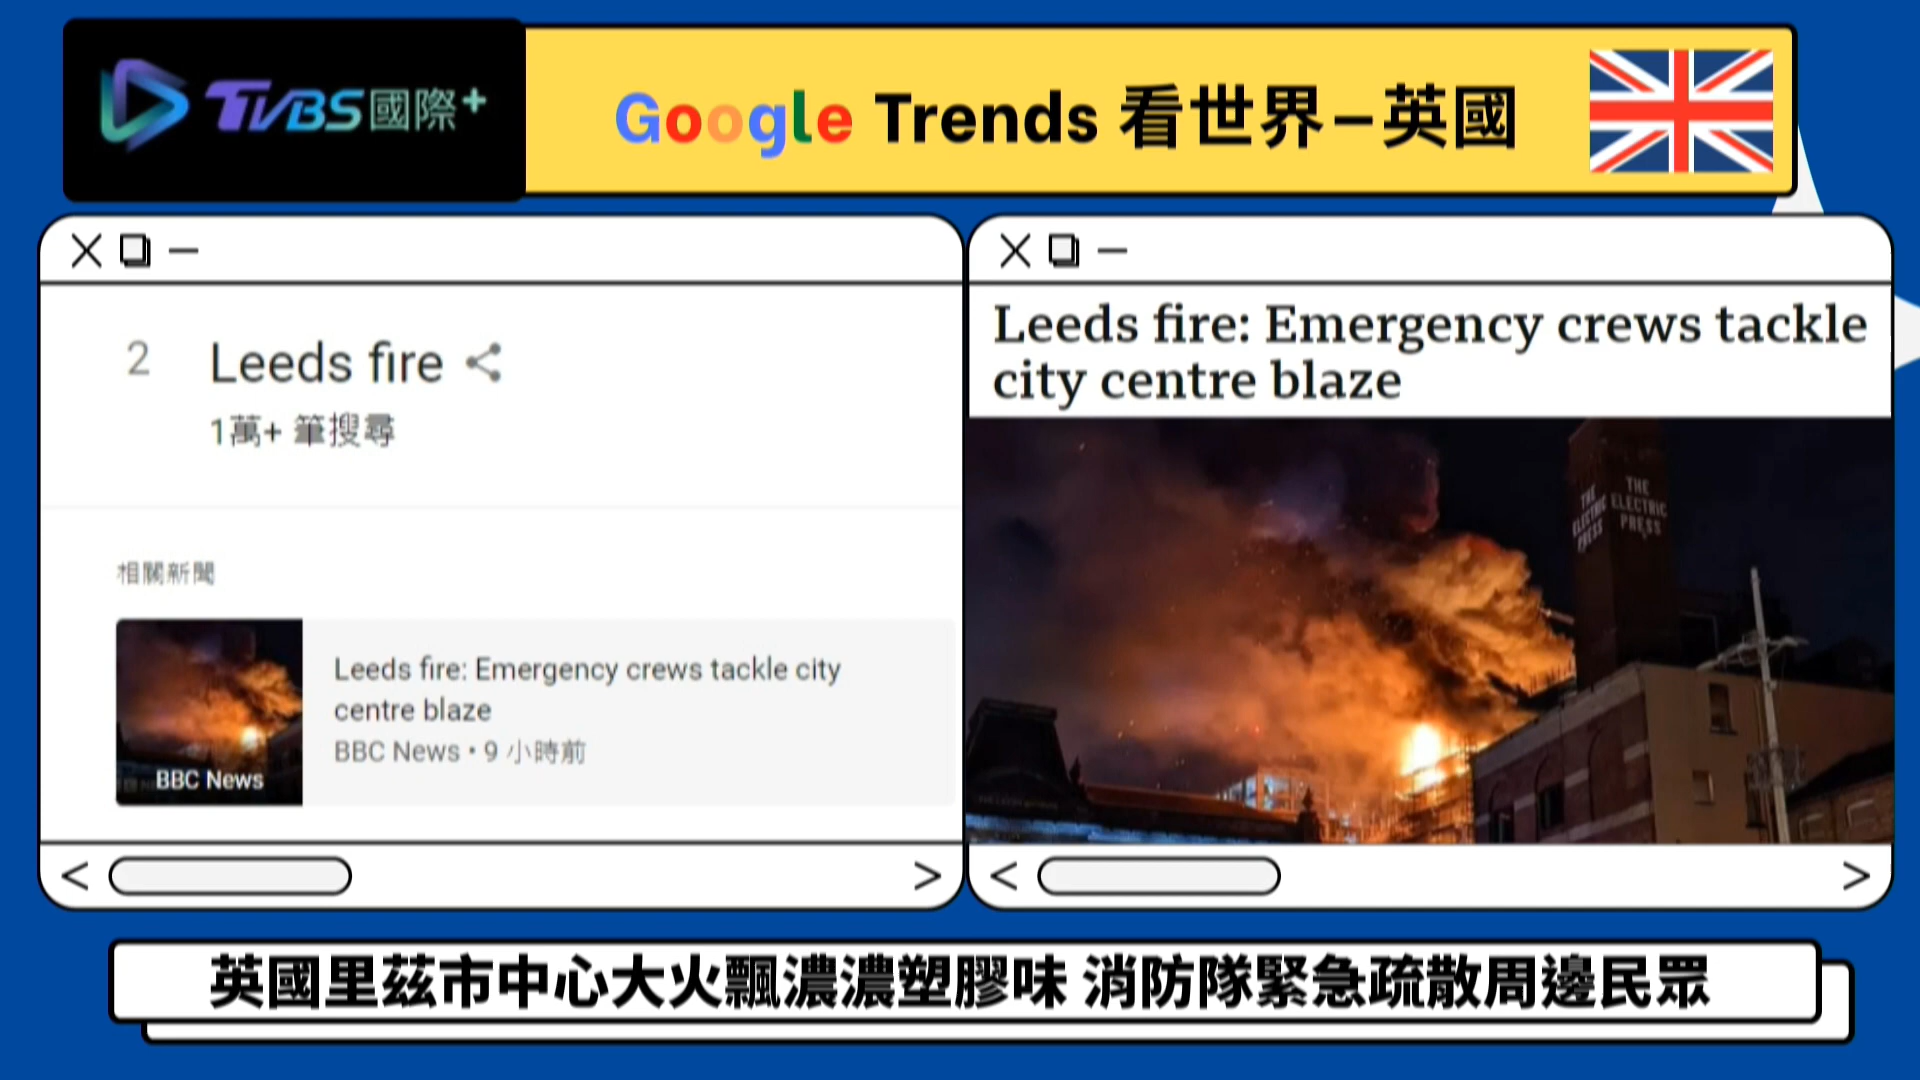 TVBS國際+
Google Trends 看世界–英國
2 Leeds fire
1萬+ 筆搜尋
相關新聞
Leeds fire: Emergency crews tackle city
centre blaze
BBC News • 9 小時前
BBC News
Leeds fire: Emergency crews tackle
city centre blaze
THE
ELECTRIC
PRESS
THE
ELECTRIC
PRESS
英國里茲市中心大火飄濃濃塑膠味 消防隊緊急疏散周邊民眾